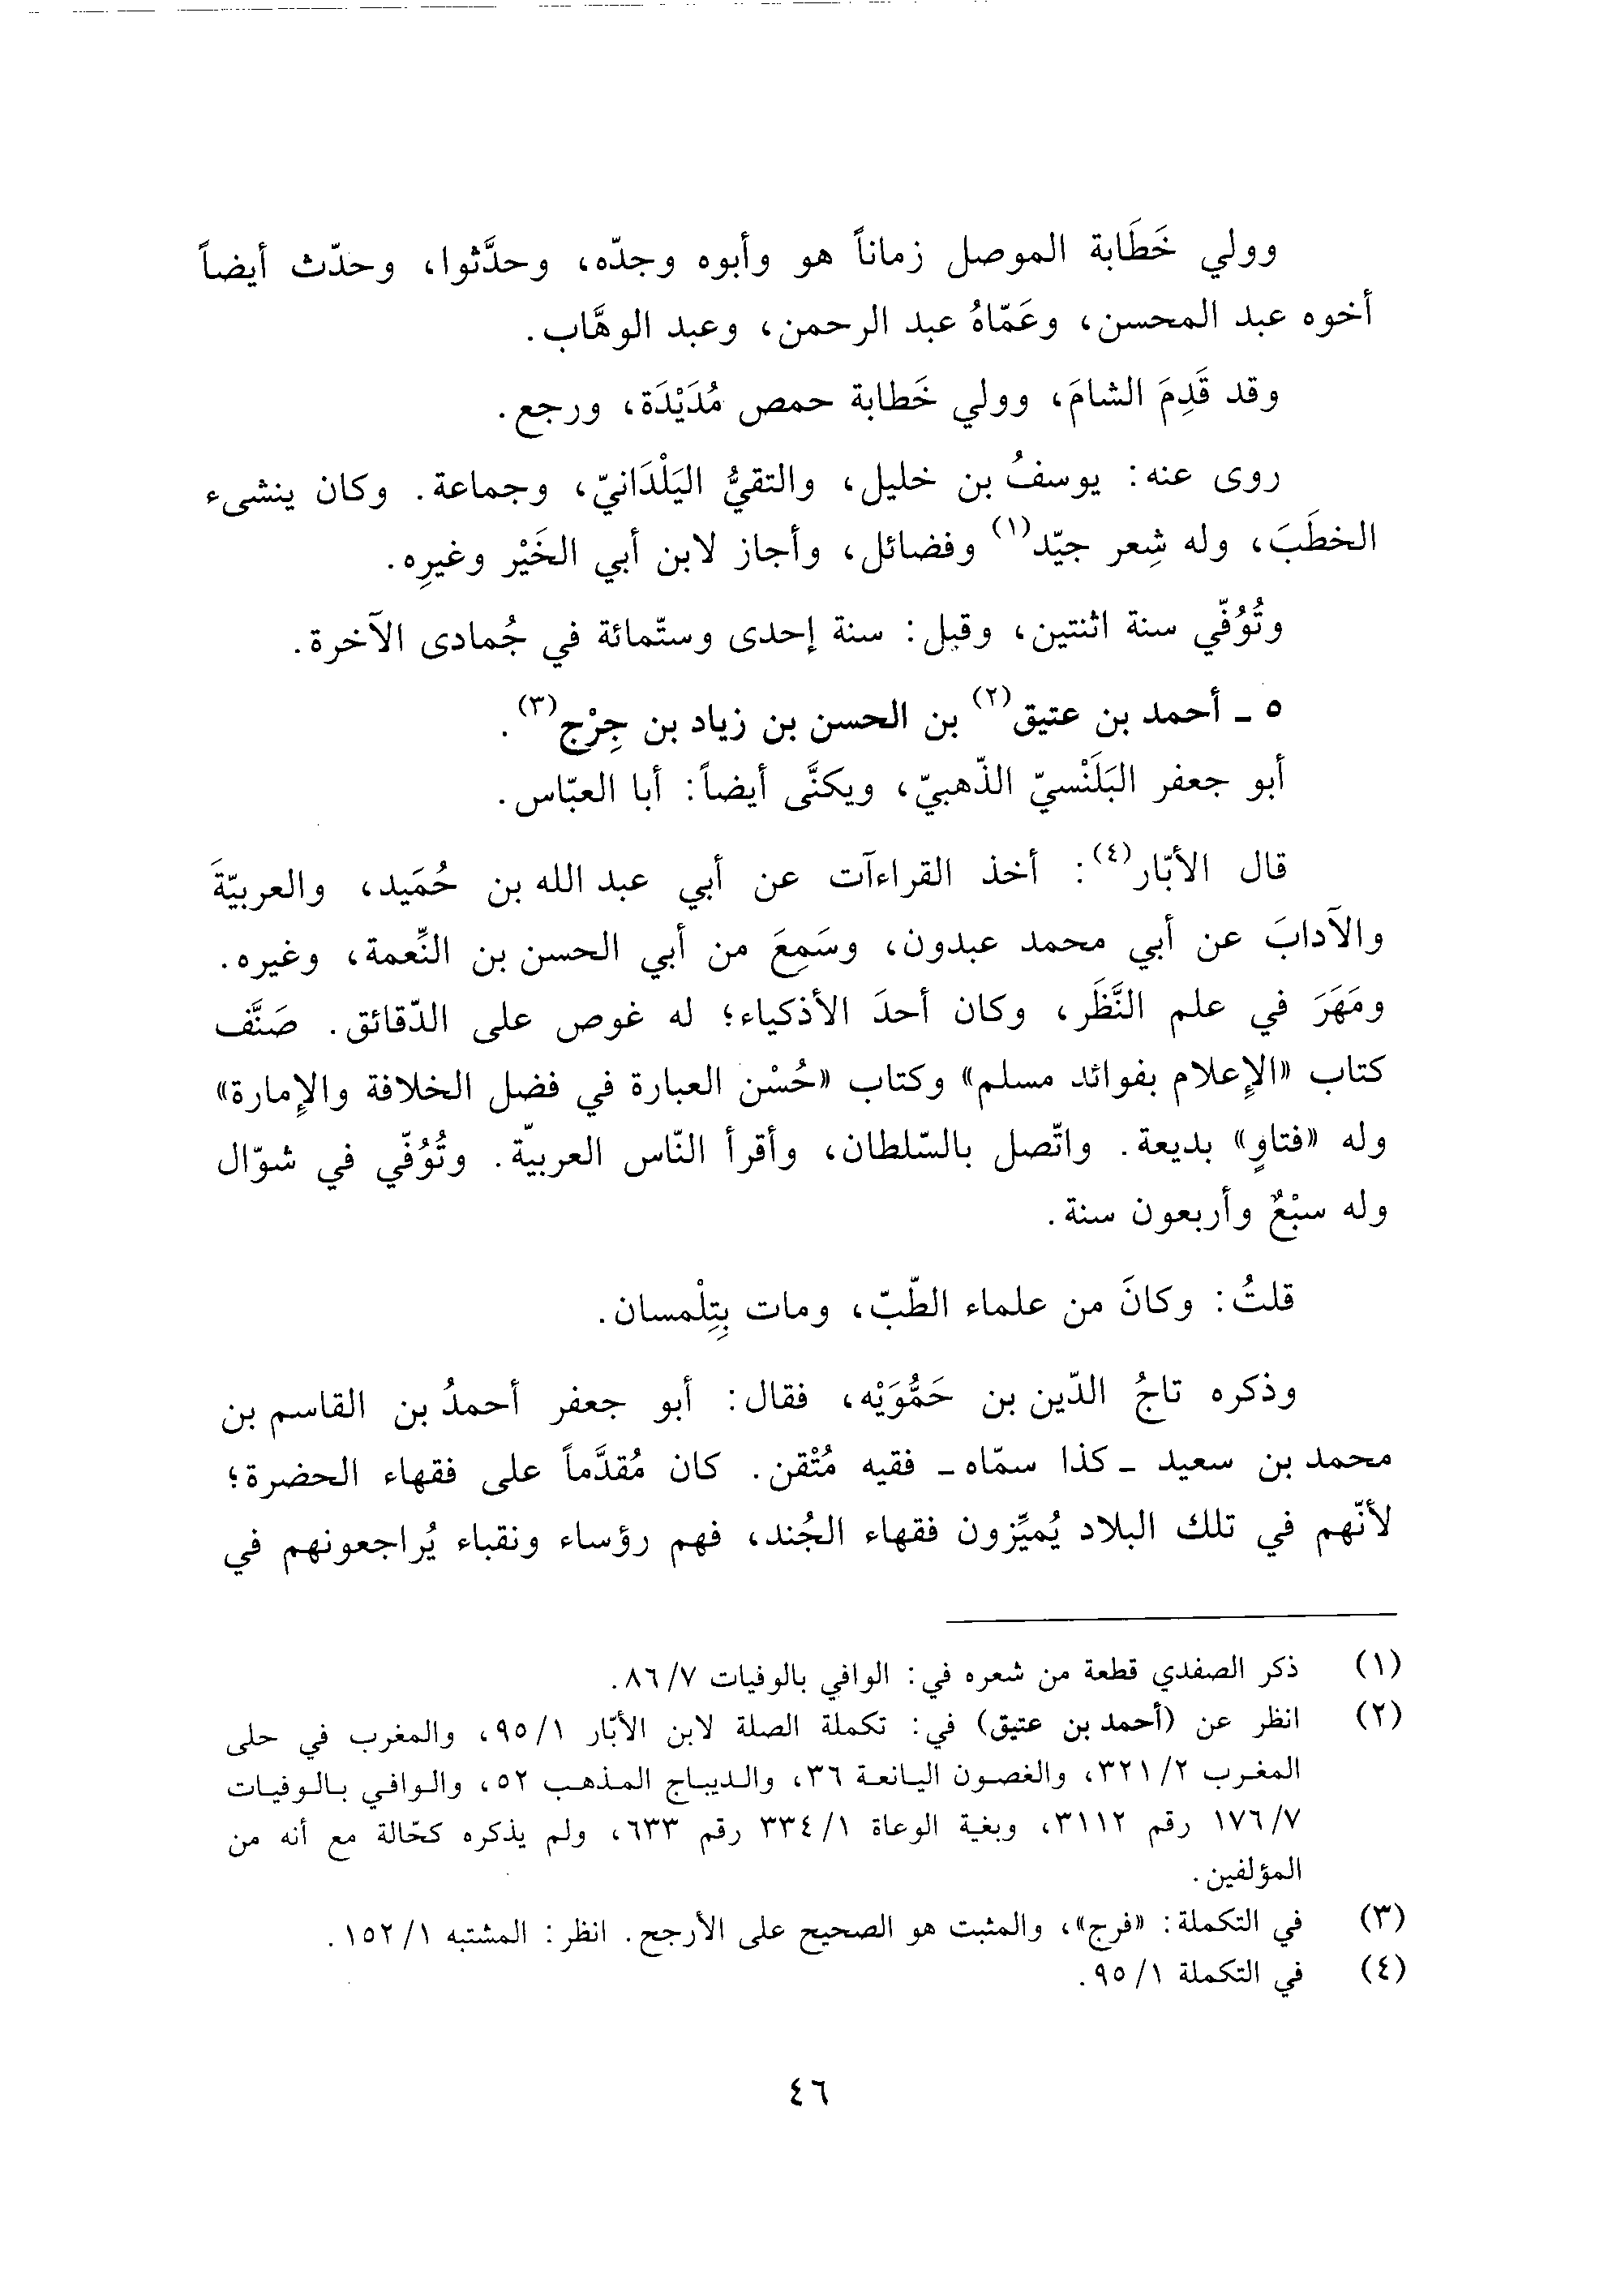 وولي خَطَابة الموصل زماناً هو وأبوه وجدّه، وحدَّثوا، وحدّث أيضاً
أخوه عبد المحسن، وعَمّاهُ عبد الرحمن، وعبد الوهَّاب.
وقد قَدِمَ الشامَ، وولي خَطابة حمص مُدَيْدَة، ورجع.
روى عنه: يوسفُ بن خليل، والتقيُّ اليَلْدَانيّ، وجماعة. وكان ينشىء
الخطَبَ، وله شِعر جيّد(١) وفضائل، وأجاز لابن أبي الخَيْر وغيرِه.
وتُوُفّي سنة اثنتين، وقيل: سنة إحدى وستّمائة في جُمادى الآخرة.
٥ ـ أحمد بن عتيق(٢) بن الحسن بن زياد بن جِرْج(٣).
أبو جعفر البَلَنْسيّ الذّهبيّ، ويكنَّى أيضاً: أبا العبّاس.
قال الأبّار(٤): أخذ القراءآت عن أبي عبد الله بن حُمَيد، والعربيّةَ
والآدابَ عن أبي محمد عبدون، وسَمِعَ من أبي الحسن بن النِّعمة، وغيره.
ومَهَرَ في علم النَّظَر، وكان أحدَ الأذكياء؛ له غوص على الدّقائق. صَنَّف
كتاب «الإعلام بفوائد مسلم» وكتاب «حُسْن العبارة في فضل الخلافة والإمارة»
وله «فتاوٍ» بديعة. واتّصل بالسّلطان، وأقرأ النّاس العربيّة. وتُوُفّي في شوّال
وله سبْعٌ وأربعون سنة.
قلتُ: وكانَ من علماء الطّبّ، ومات بِتِلْمسان.
وذكره تاجُ الدّين بن حَمُّوَيْه، فقال: أبو جعفر أحمدُ بن القاسم بن
محمد بن سعيد ـ كذا سمّاه ـ فقيه مُتْقن. كان مُقدَّماً على فقهاء الحضرة؛
لأنّهم في تلك البلاد يُميِّزون فقهاء الجُند، فهم رؤساء ونقباء يُراجعونهم في
(١) ذكر الصفدي قطعة من شعره في: الوافي بالوفيات ٨٦/٧.
(٢) انظر عن (أحمد بن عتيق) في: تكملة الصلة لابن الأبّار ٩٥/١، والمغرب في حلى
المغرب ٣٢١/٢، والغصون اليانعة ٣٦، والديباج المذهب ٥٢، والوافي بالوفيات
١٧٦/٧ رقم ٣١١٢، وبغية الوعاة ٣٣٤/١ رقم ٦٣٣، ولم يذكره كحّالة مع أنه من
المؤلفين.
(٣) في التكملة: «فرج»، والمثبت هو الصحيح على الأرجح. انظر: المشتبه ١٥٢/١.
(٤) في التكملة ٩٥/١.
٤٦